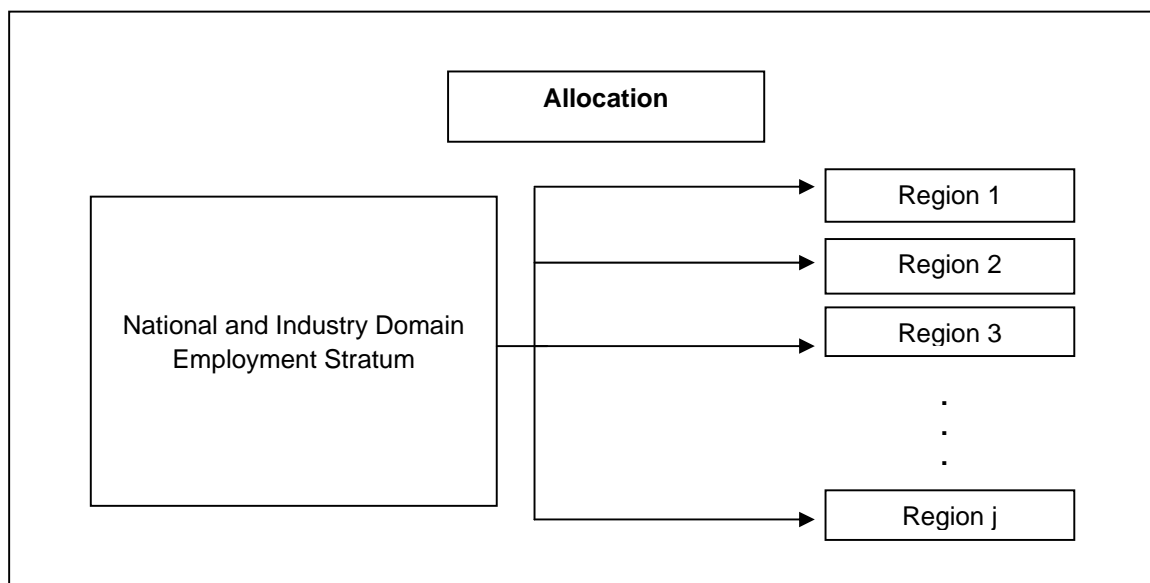 Allocation
Region 1
Region 2
National and Industry Domain
Employment Stratum
Region 3
.
.
.
Region j